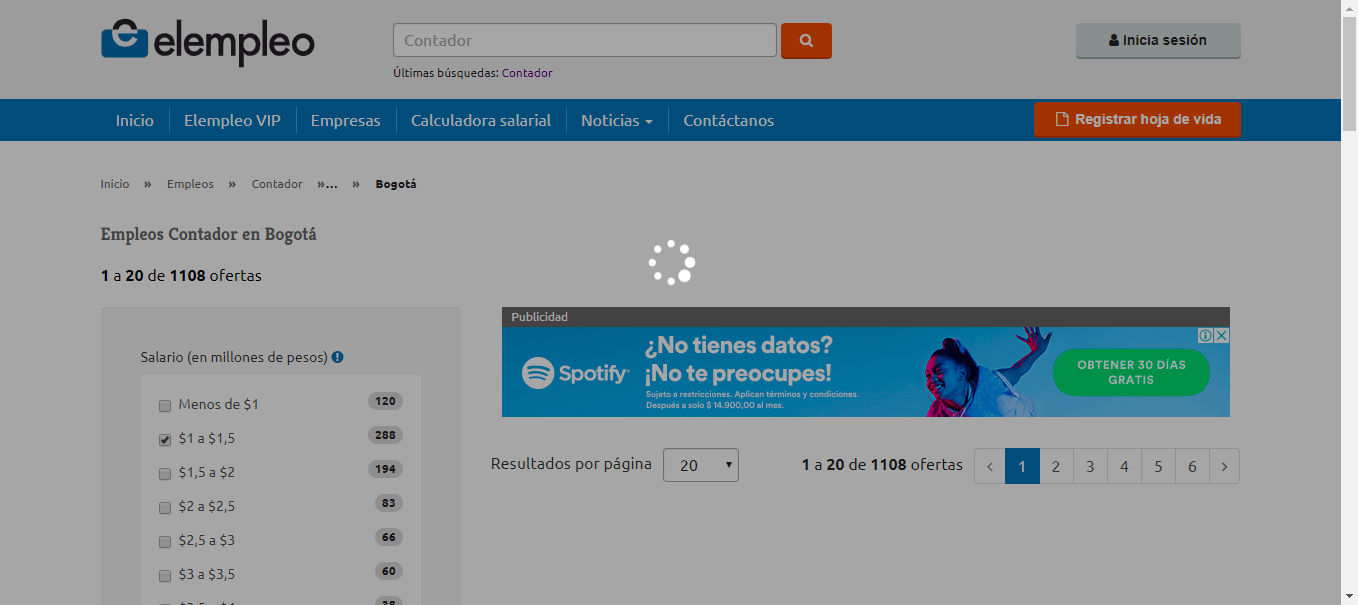 elempleo
Contador
Últimas búsquedas: Contador
Inicia sesión
Inicio
Elempleo VIP
Empresas
Calculadora salarial
Noticias
Contáctanos
Registrar hoja de vida
Inicio » Empleos » Contador »... » Bogotá
Empleos Contador en Bogotá
1 a 20 de 1108 ofertas
Salario (en millones de pesos)
Menos de $1 120
$1 a $1,5 288
$1,5 a $2 194
$2 a $2,5 83
$2,5 a $3 66
$3 a $3,5 60
Publicidad
Spotify
¿No tienes datos?
¡No te preocupes!
Sujeto a restricciones. Aplican términos y condiciones.
Después a solo $ 14.900,00 al mes.
OBTENER 30 DÍAS
GRATIS
Resultados por página 20
1 a 20 de 1108 ofertas
‹ 1 2 3 4 5 6 ›